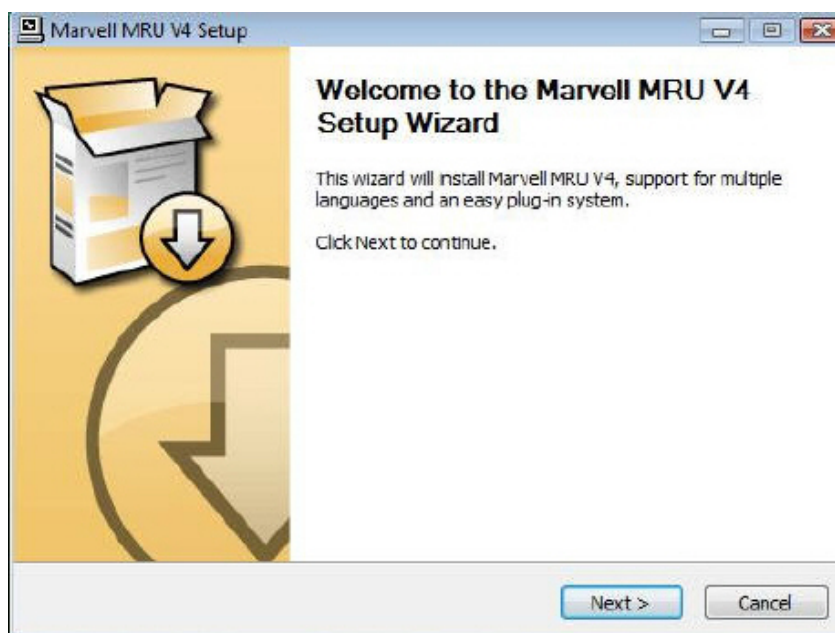 Marvell MRU V4 Setup
Welcome to the Marvell MRU V4
Setup Wizard
This wizard will install Marvell MRU V4, support for multiple
languages and an easy plug-in system.
Click Next to continue.
Next >
Cancel